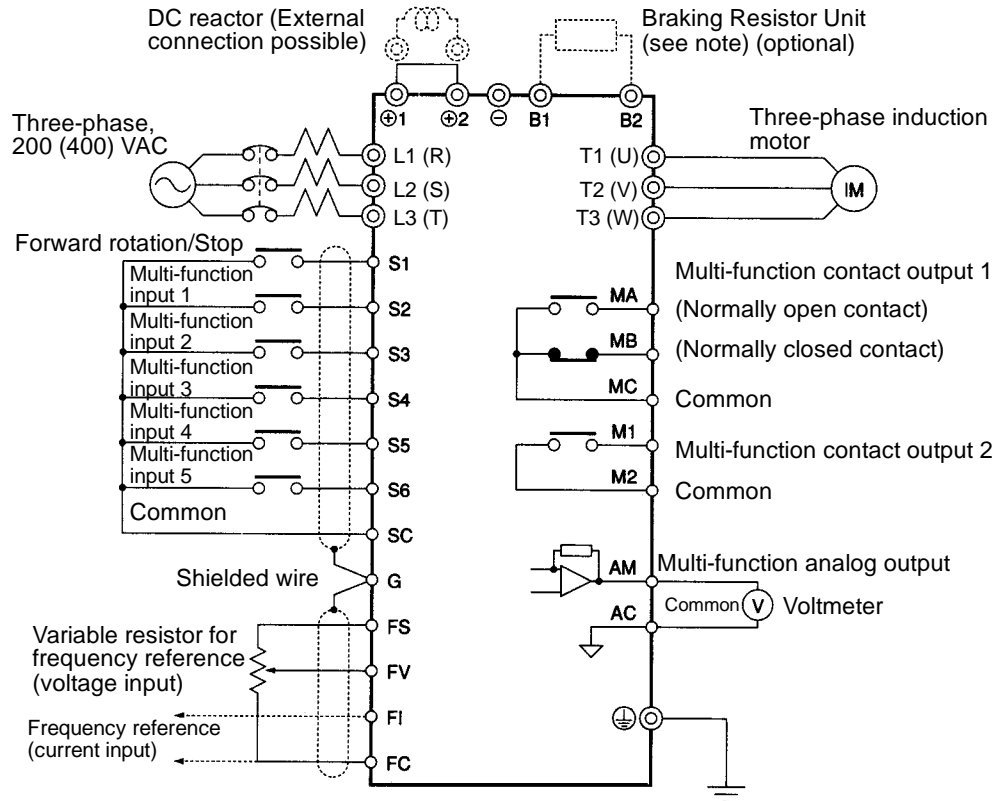 DC reactor (External
connection possible)
Braking Resistor Unit
(see note) (optional)
⊕1
⊕2
⊖
B1
B2
Three-phase,
200 (400) VAC
L1 (R)
L2 (S)
L3 (T)
T1 (U)
T2 (V)
T3 (W)
Three-phase induction
motor
IM
Forward rotation/Stop
S1
Multi-function
input 1
S2
Multi-function
input 2
S3
Multi-function
input 3
S4
Multi-function
input 4
S5
Multi-function
input 5
S6
Common
SC
Shielded wire
G
Variable resistor for
frequency reference
(voltage input)
FS
FV
FI
Frequency reference
(current input)
FC
Multi-function contact output 1
MA
(Normally open contact)
MB
(Normally closed contact)
MC
Common
M1
Multi-function contact output 2
M2
Common
AM
Multi-function analog output
Common
V
Voltmeter
AC